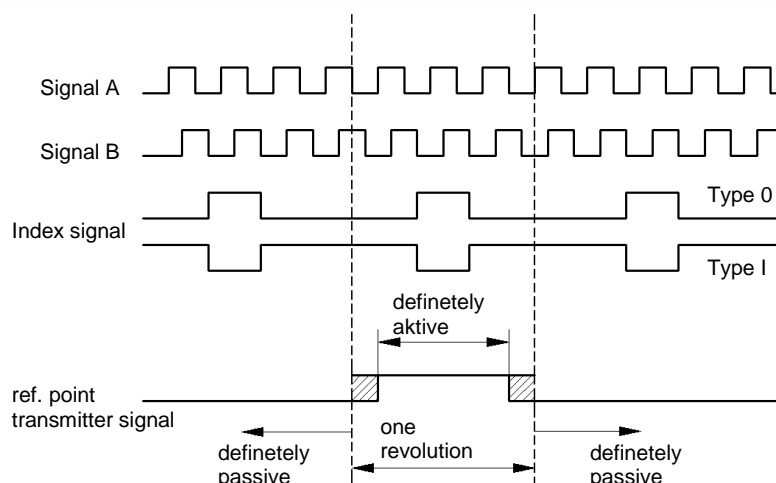 Signal A
Signal B
Type 0
Index signal
Type I
definetely
aktive
ref. point
transmitter signal
definetely
passive
one
revolution
definetely
passive